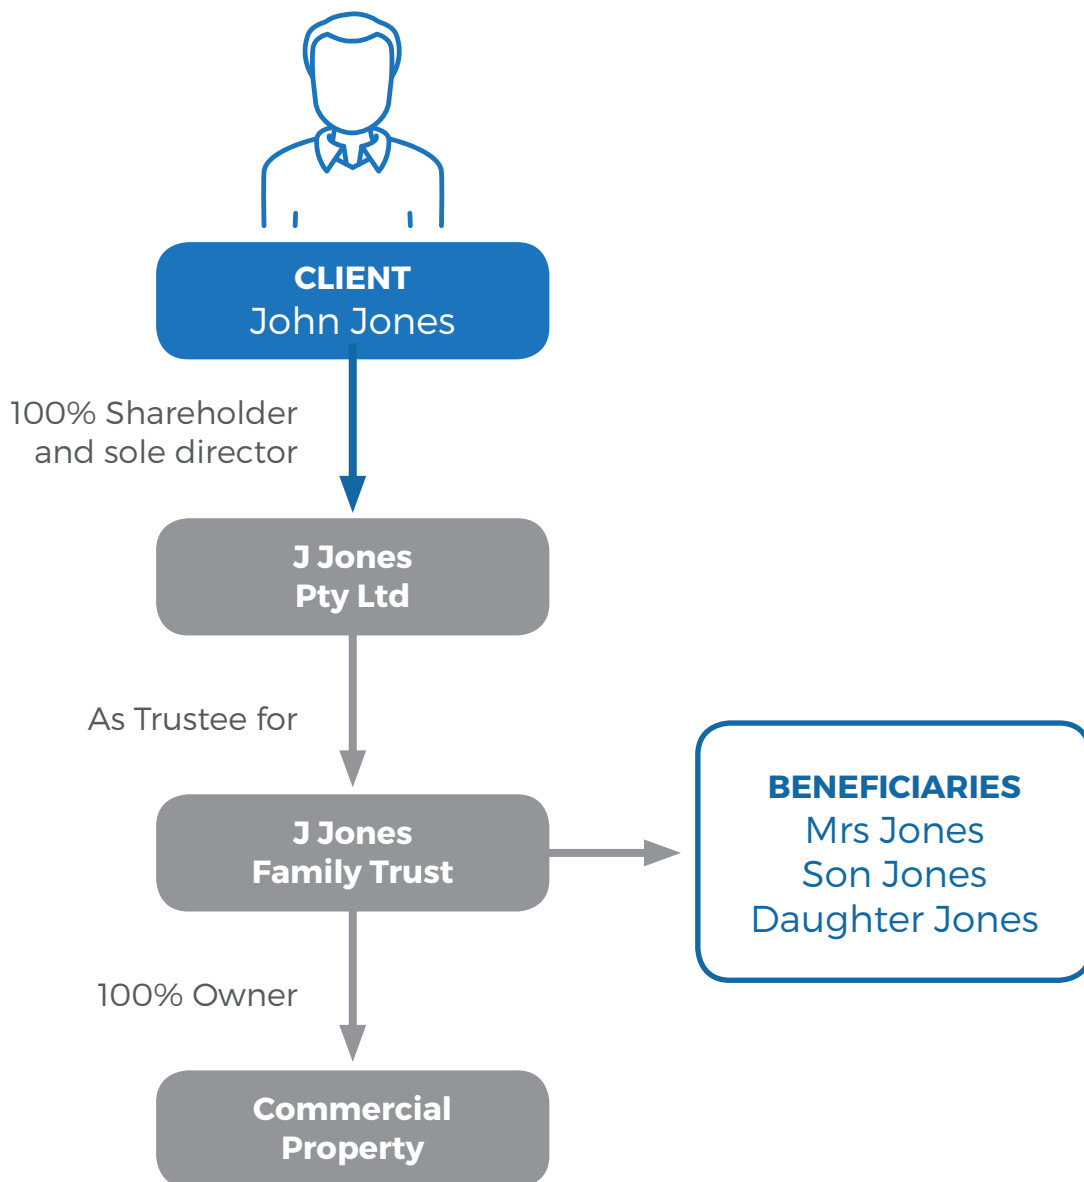 CLIENT
John Jones
100% Shareholder
and sole director
J Jones
Pty Ltd
As Trustee for
J Jones
Family Trust
BENEFICIARIES
Mrs Jones
Son Jones
Daughter Jones
100% Owner
Commercial
Property